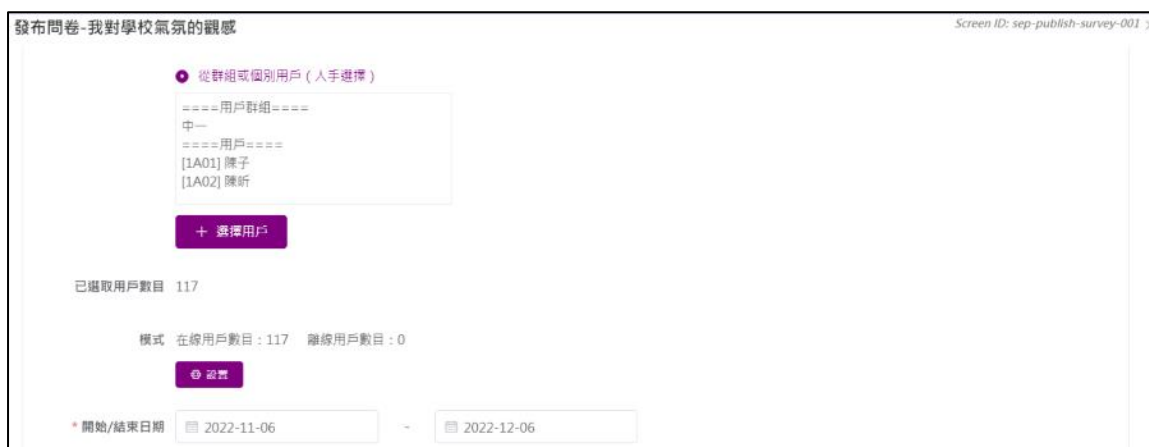 發布問卷-我對學校氣氛的觀感
Screen ID: sep-publish-survey-001
從群組或個別用戶(人手選擇)
====用戶群組====
中一
====用戶====
[1A01] 陳子
[1A02] 陳昕
+ 選擇用戶
已選取用戶數目 117
模式 在線用戶數目:117 離線用戶數目:0
設置
* 開始/結束日期 2022-11-06 - 2022-12-06